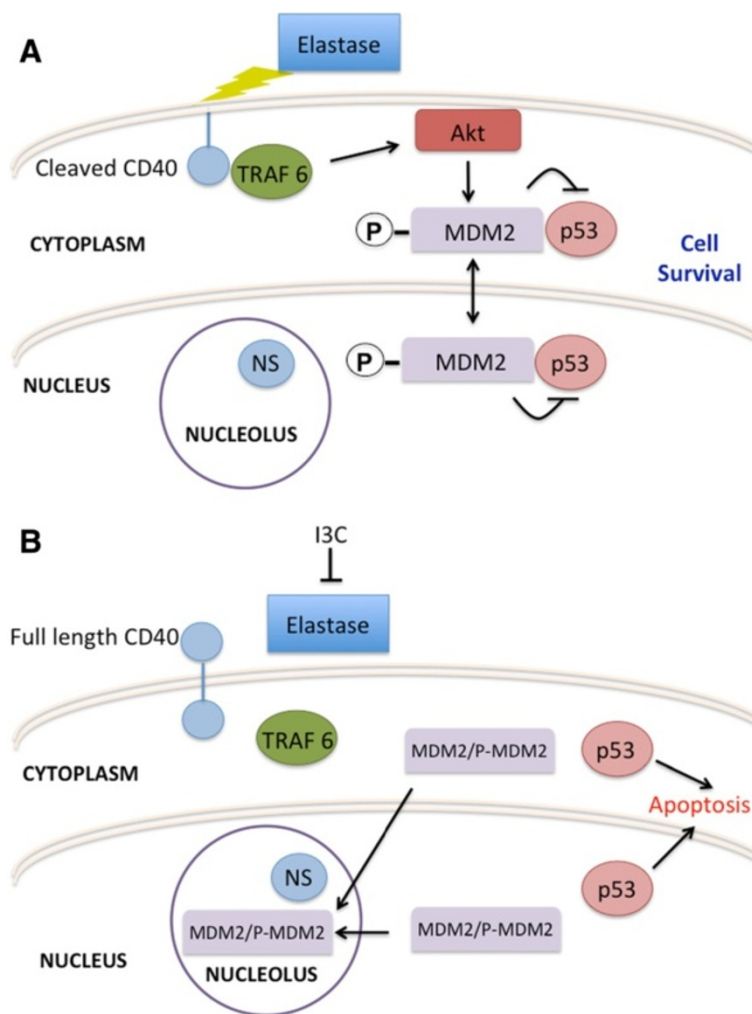 A
Elastase
Cleaved CD40
TRAF 6
Akt
CYTOPLASM
P
MDM2
p53
Cell
Survival
NUCLEUS
NS
NUCLEOLUS
P
MDM2
p53
B
I3C
Elastase
Full length CD40
TRAF 6
MDM2/P-MDM2
p53
CYTOPLASM
Apoptosis
NS
p53
MDM2/P-MDM2
MDM2/P-MDM2
NUCLEUS
NUCLEOLUS